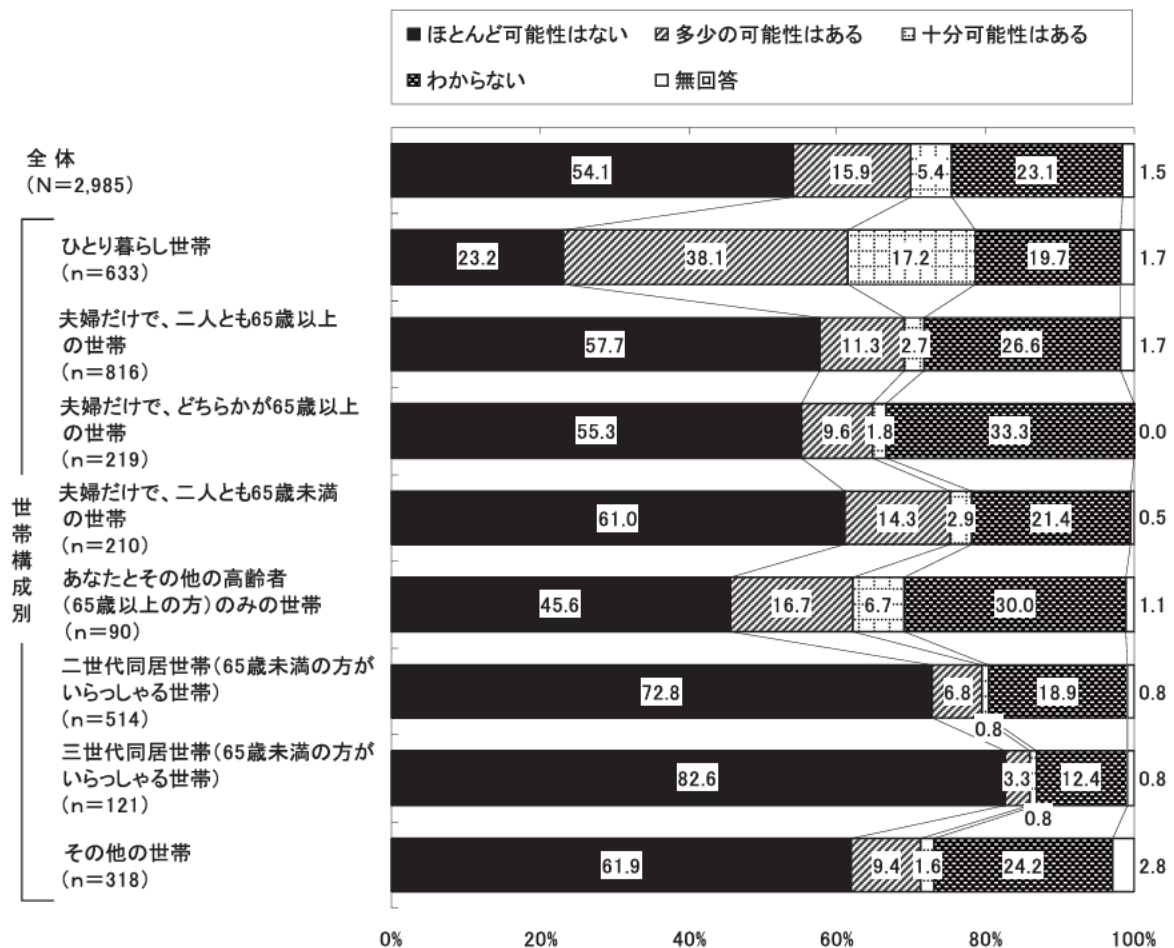 ほとんど可能性はない 多少の可能性はある 十分可能性はある
わからない 無回答
全体
(N=2,985)
54.1 15.9 5.4 23.1 1.5
ひとり暮らし世帯
(n=633)
23.2 38.1 17.2 19.7 1.7
夫婦だけで、二人とも65歳以上
の世帯
(n=816)
57.7 11.3 2.7 26.6 1.7
夫婦だけで、どちらかが65歳以上
の世帯
(n=219)
55.3 9.6 1.8 33.3 0.0
夫婦だけで、二人とも65歳未満
の世帯
(n=210)
61.0 14.3 2.9 21.4 0.5
あなたとその他の高齢者
(65歳以上の方)のみの世帯
(n=90)
45.6 16.7 6.7 30.0 1.1
二世代同居世帯(65歳未満の方が
いらっしゃる世帯)
(n=514)
72.8 6.8 0.8 18.9 0.8
三世代同居世帯(65歳未満の方が
いらっしゃる世帯)
(n=121)
82.6 3.3 0.8 12.4 0.8
その他の世帯
(n=318)
61.9 9.4 1.6 24.2 2.8
世帯構成別
0% 20% 40% 60% 80% 100%